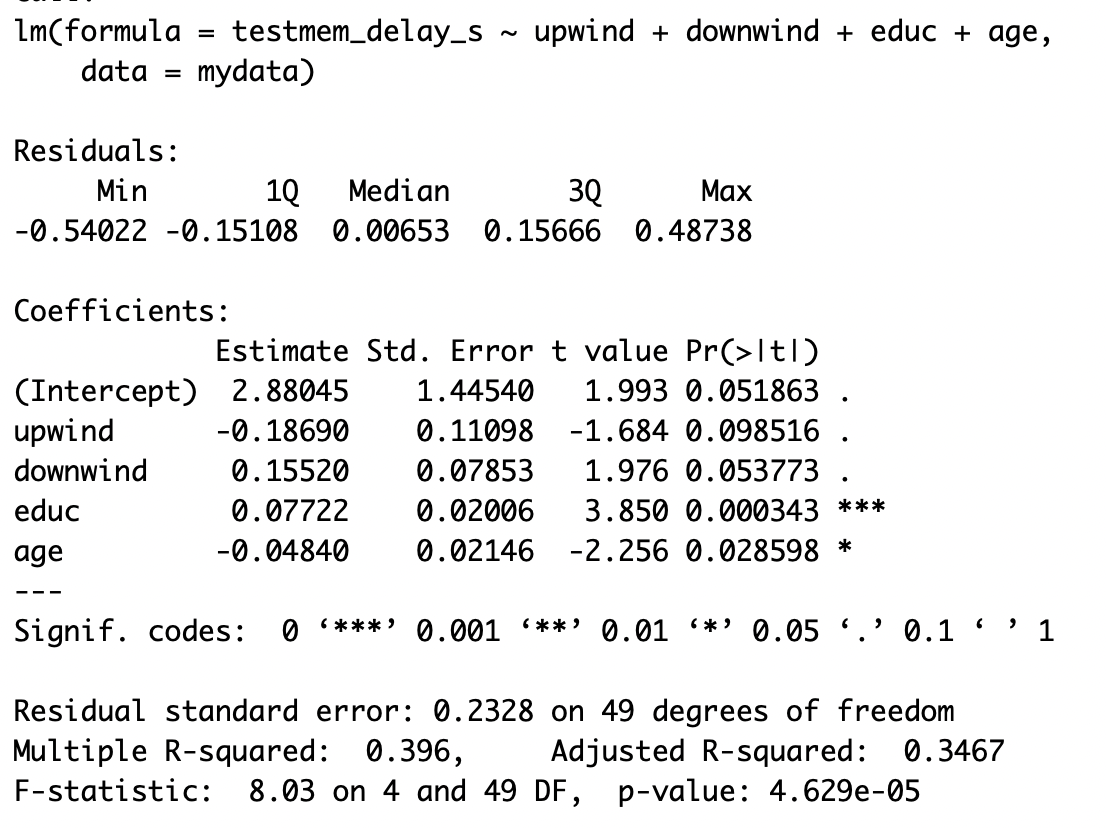 lm(formula = testmem_delay_s ~ upwind + downwind + educ + age,
    data = mydata)
Residuals:
     Min       1Q   Median       3Q      Max
-0.54022 -0.15108  0.00653  0.15666  0.48738
Coefficients:
            Estimate Std. Error t value Pr(>|t|)
(Intercept)  2.88045    1.44540   1.993 0.051863 .
upwind      -0.18690    0.11098  -1.684 0.098516 .
downwind     0.15520    0.07853   1.976 0.053773 .
educ         0.07722    0.02006   3.850 0.000343 ***
age         -0.04840    0.02146  -2.256 0.028598 *
---
Signif. codes:  0 ‘***’ 0.001 ‘**’ 0.01 ‘*’ 0.05 ‘.’ 0.1 ‘ ’ 1
Residual standard error: 0.2328 on 49 degrees of freedom
Multiple R-squared:  0.396,    Adjusted R-squared:  0.3467
F-statistic:  8.03 on 4 and 49 DF,  p-value: 4.629e-05